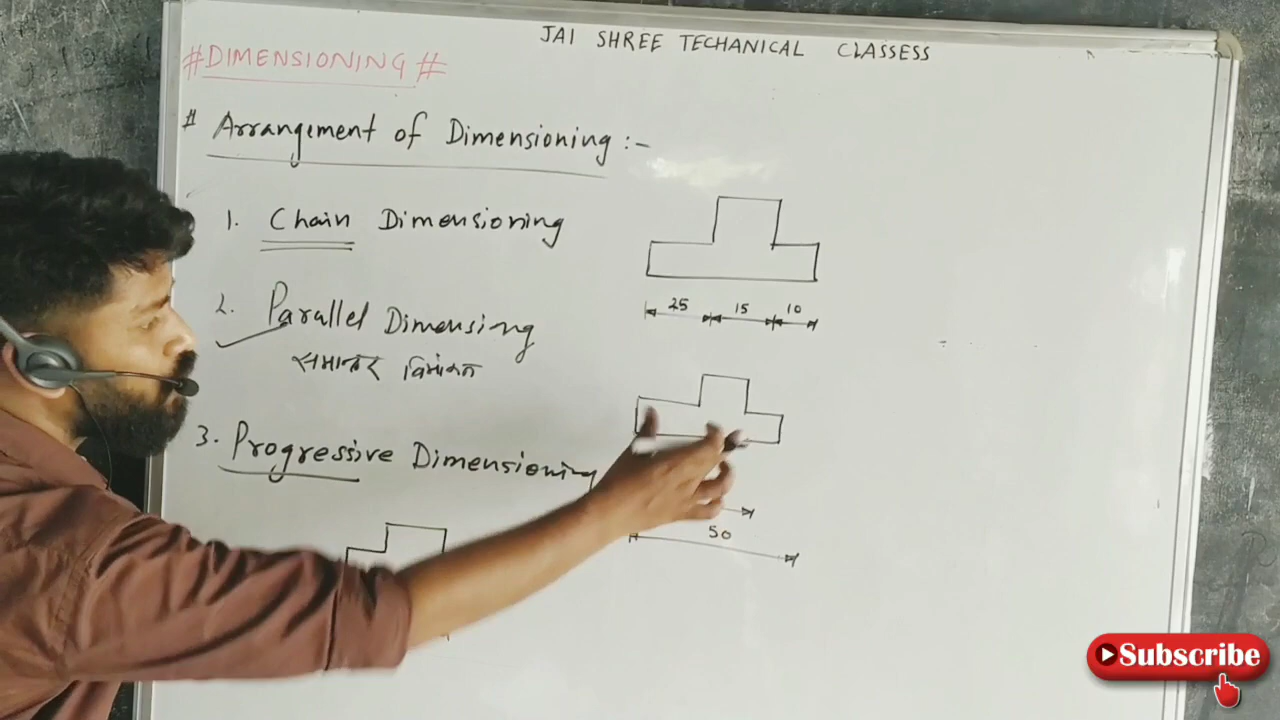 JAI SHREE TECHANICAL CLASSESS
#DIMENSIONING#
# Arrangement of Dimensioning :-
1. Chain Dimensioning
25 15 10
2. Parallel Dimensing
समान्तर विमांकन
3. Progressive Dimensioning
50
Subscribe